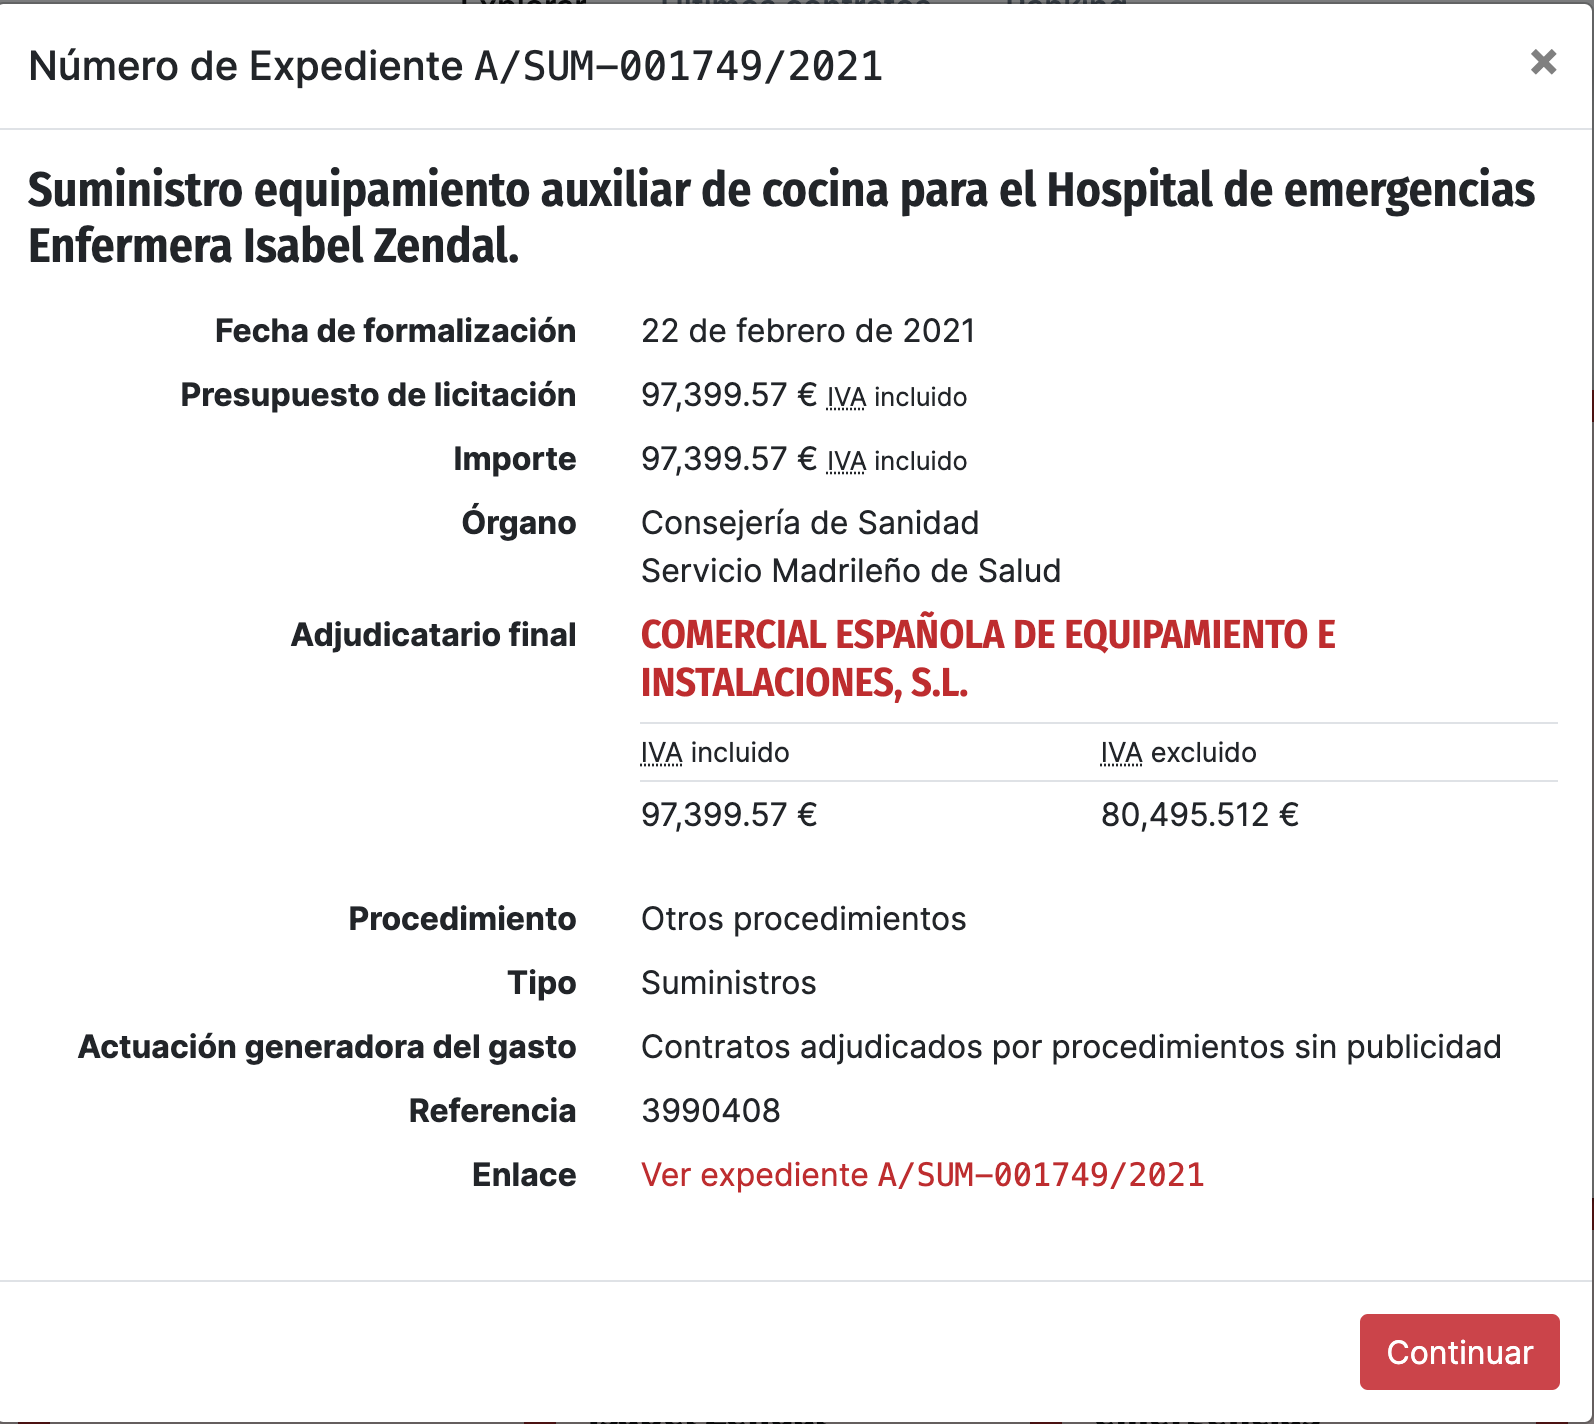 Número de Expediente A/SUM-001749/2021
Suministro equipamiento auxiliar de cocina para el Hospital de emergencias
Enfermera Isabel Zendal.
Fecha de formalización 22 de febrero de 2021
Presupuesto de licitación 97,399.57 € IVA incluido
Importe 97,399.57 € IVA incluido
Órgano Consejería de Sanidad
Servicio Madrileño de Salud
Adjudicatario final COMERCIAL ESPAÑOLA DE EQUIPAMIENTO E
INSTALACIONES, S.L.
IVA incluido IVA excluido
97,399.57 € 80,495.512 €
Procedimiento Otros procedimientos
Tipo Suministros
Actuación generadora del gasto Contratos adjudicados por procedimientos sin publicidad
Referencia 3990408
Enlace Ver expediente A/SUM-001749/2021
Continuar